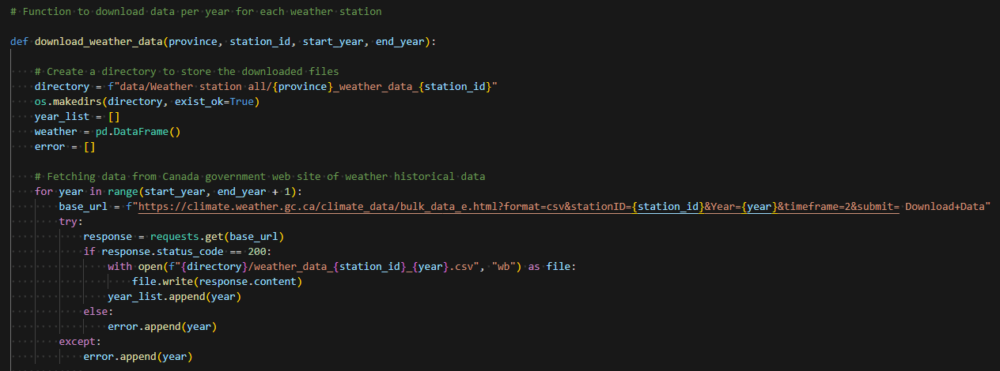 # Function to download data per year for each weather station
def download_weather_data(province, station_id, start_year, end_year):
# Create a directory to store the downloaded files
directory = f"data/Weather station all/{province}_weather_data_{station_id}"
os.makedirs(directory, exist_ok=True)
year_list = []
weather = pd.DataFrame()
error = []
# Fetching data from Canada government web site of weather historical data
for year in range(start_year, end_year + 1):
base_url = f"https://climate.weather.gc.ca/climate_data/bulk_data_e.html?format=csv&stationID={station_id}&Year={year}&timeframe=2&submit= Download+Data"
try:
response = requests.get(base_url)
if response.status_code == 200:
with open(f"{directory}/weather_data_{station_id}_{year}.csv", "wb") as file:
file.write(response.content)
year_list.append(year)
else:
error.append(year)
except:
error.append(year)